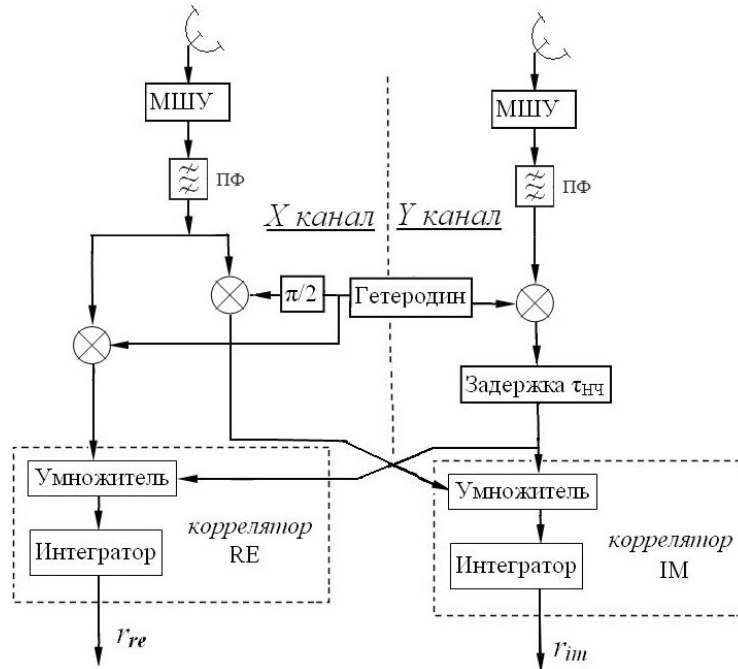 МШУ
МШУ
ПФ
ПФ
X канал
Y канал
π/2
Гетеродин
Задержка τНЧ
Умножитель
Умножитель
коррелятор
RE
Интегратор
коррелятор
IM
Интегратор
rre
rim